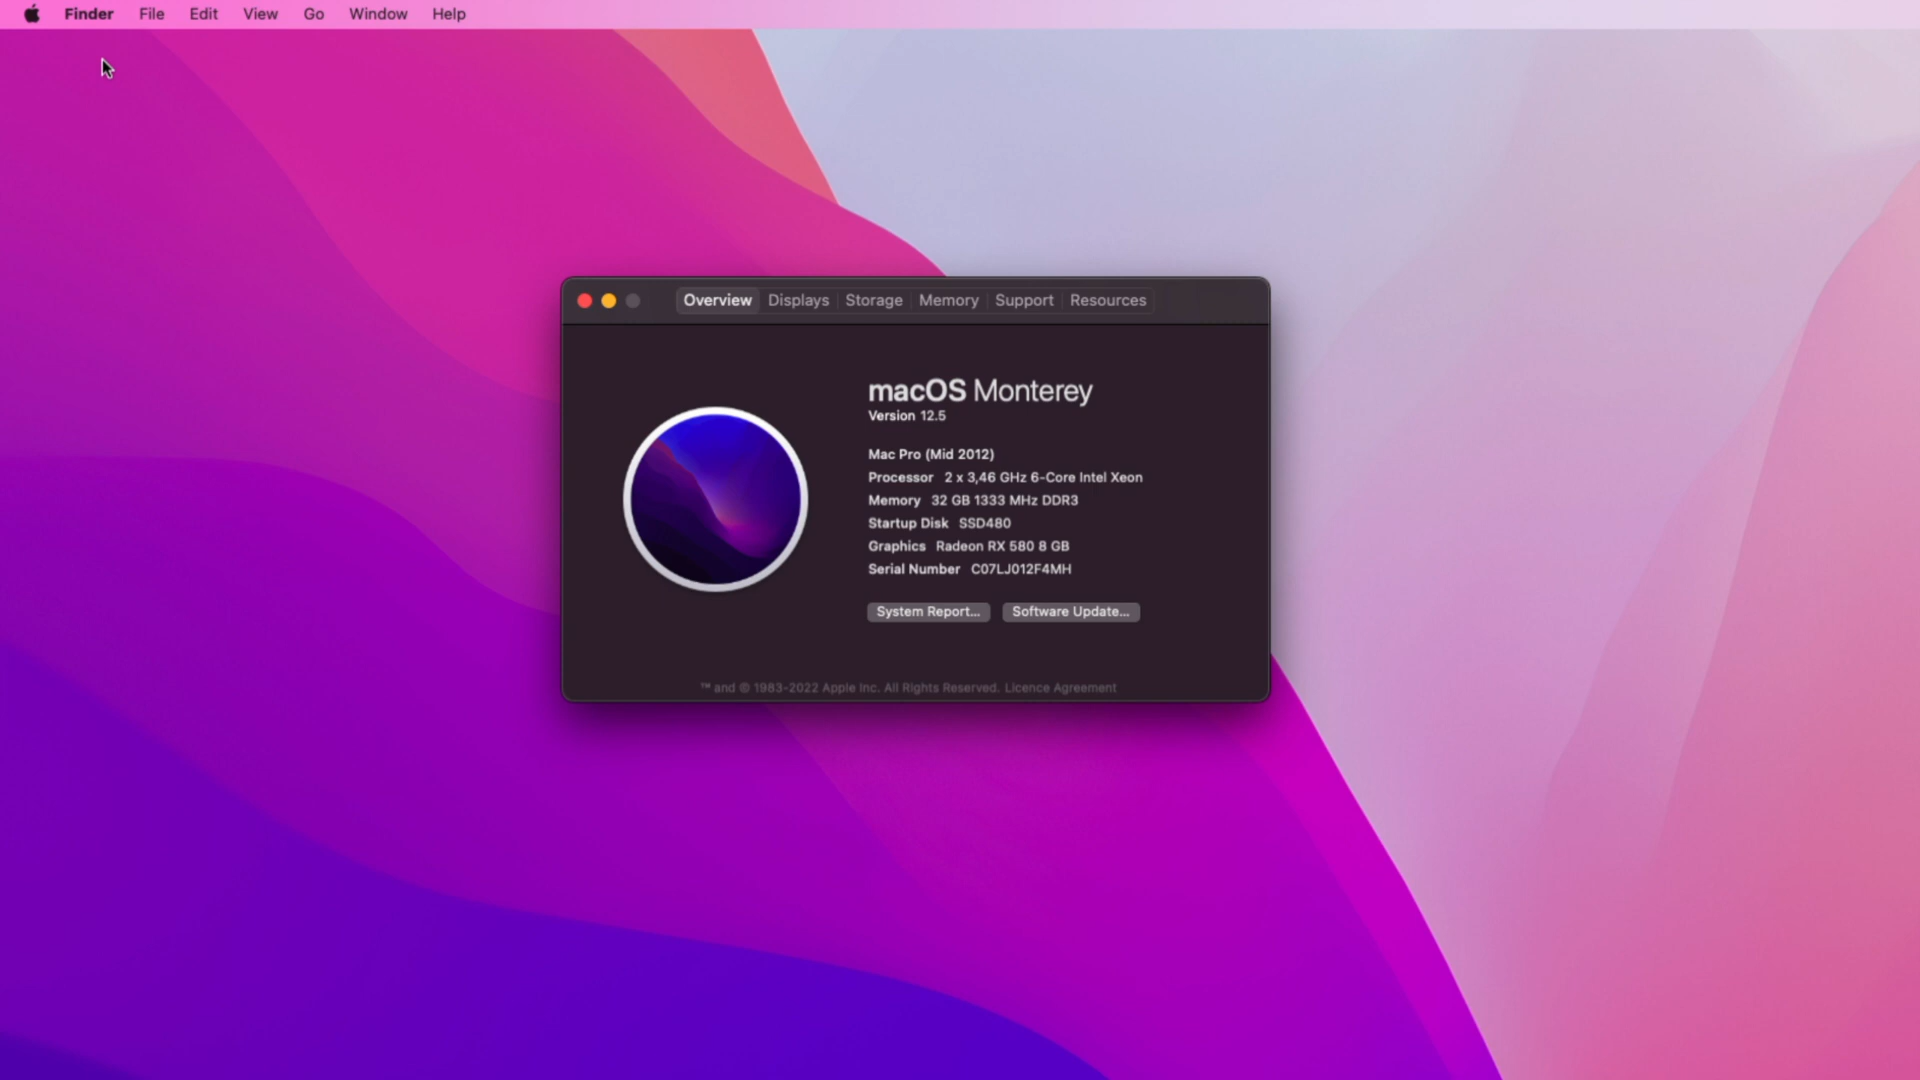 Finder File Edit View Go Window Help
Overview Displays Storage Memory Support Resources
macOS Monterey
Version 12.5
Mac Pro (Mid 2012)
Processor 2 x 3,46 GHz 6-Core Intel Xeon
Memory 32 GB 1333 MHz DDR3
Startup Disk SSD480
Graphics Radeon RX 580 8 GB
Serial Number C07LJ012F4MH
System Report... Software Update...
™ and © 1983-2022 Apple Inc. All Rights Reserved. Licence Agreement